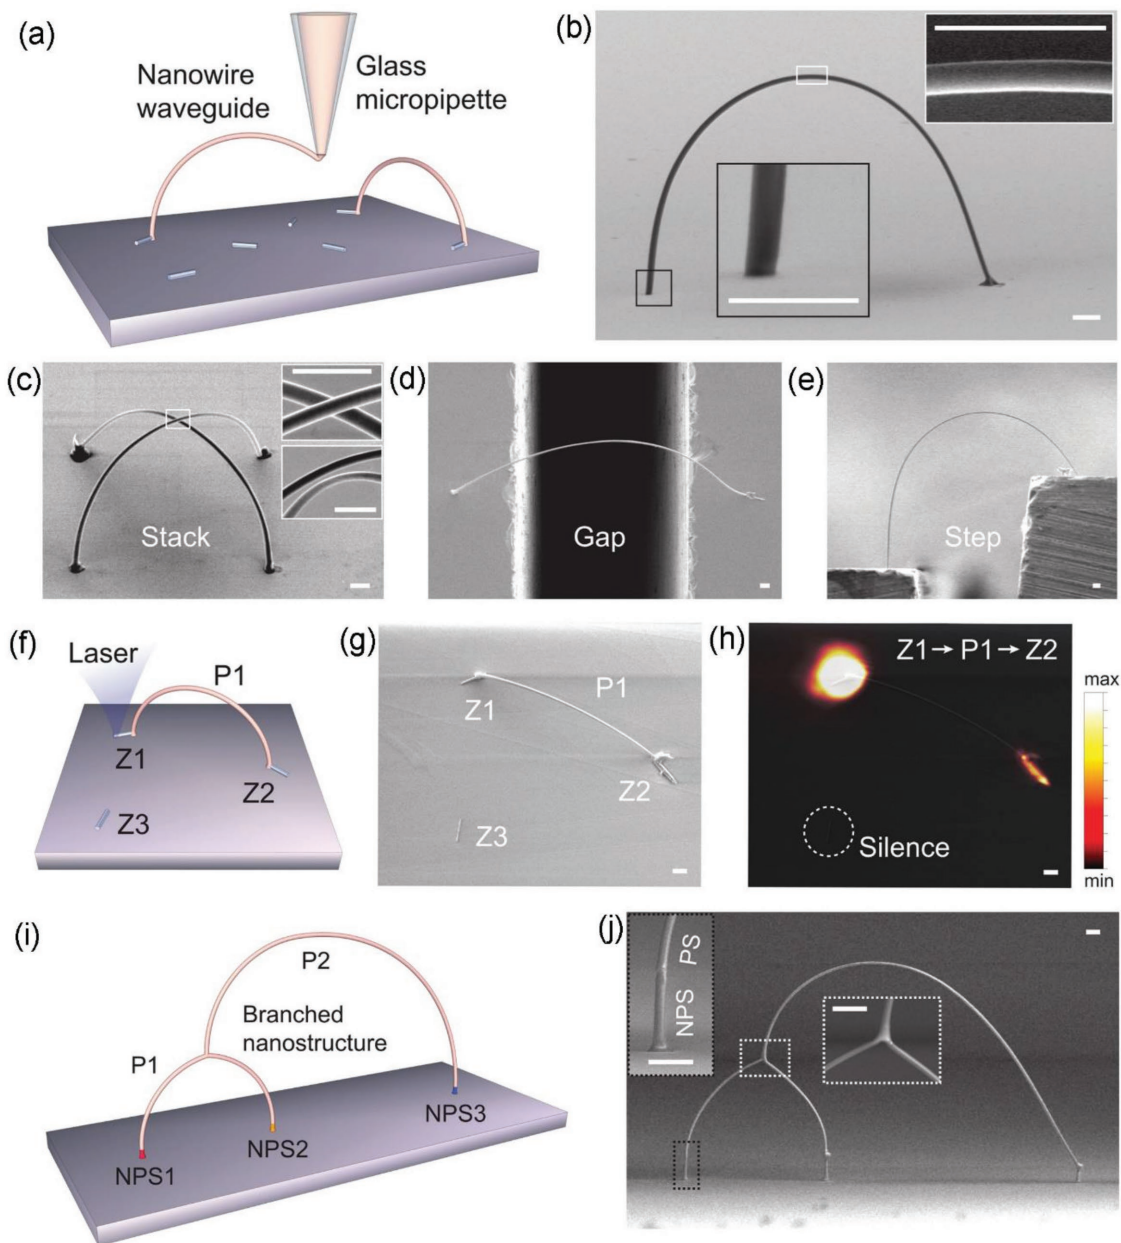 (a)
Nanowire
waveguide
Glass
micropipette
(b)
(c)
Stack
(d)
Gap
(e)
Step
(f)
Laser
P1
Z1
Z2
Z3
(g)
P1
Z1
Z2
Z3
(h)
Z1→P1→Z2
Silence
max
min
(i)
P2
Branched
nanostructure
P1
NPS1
NPS2
NPS3
(j)
PS
NPS